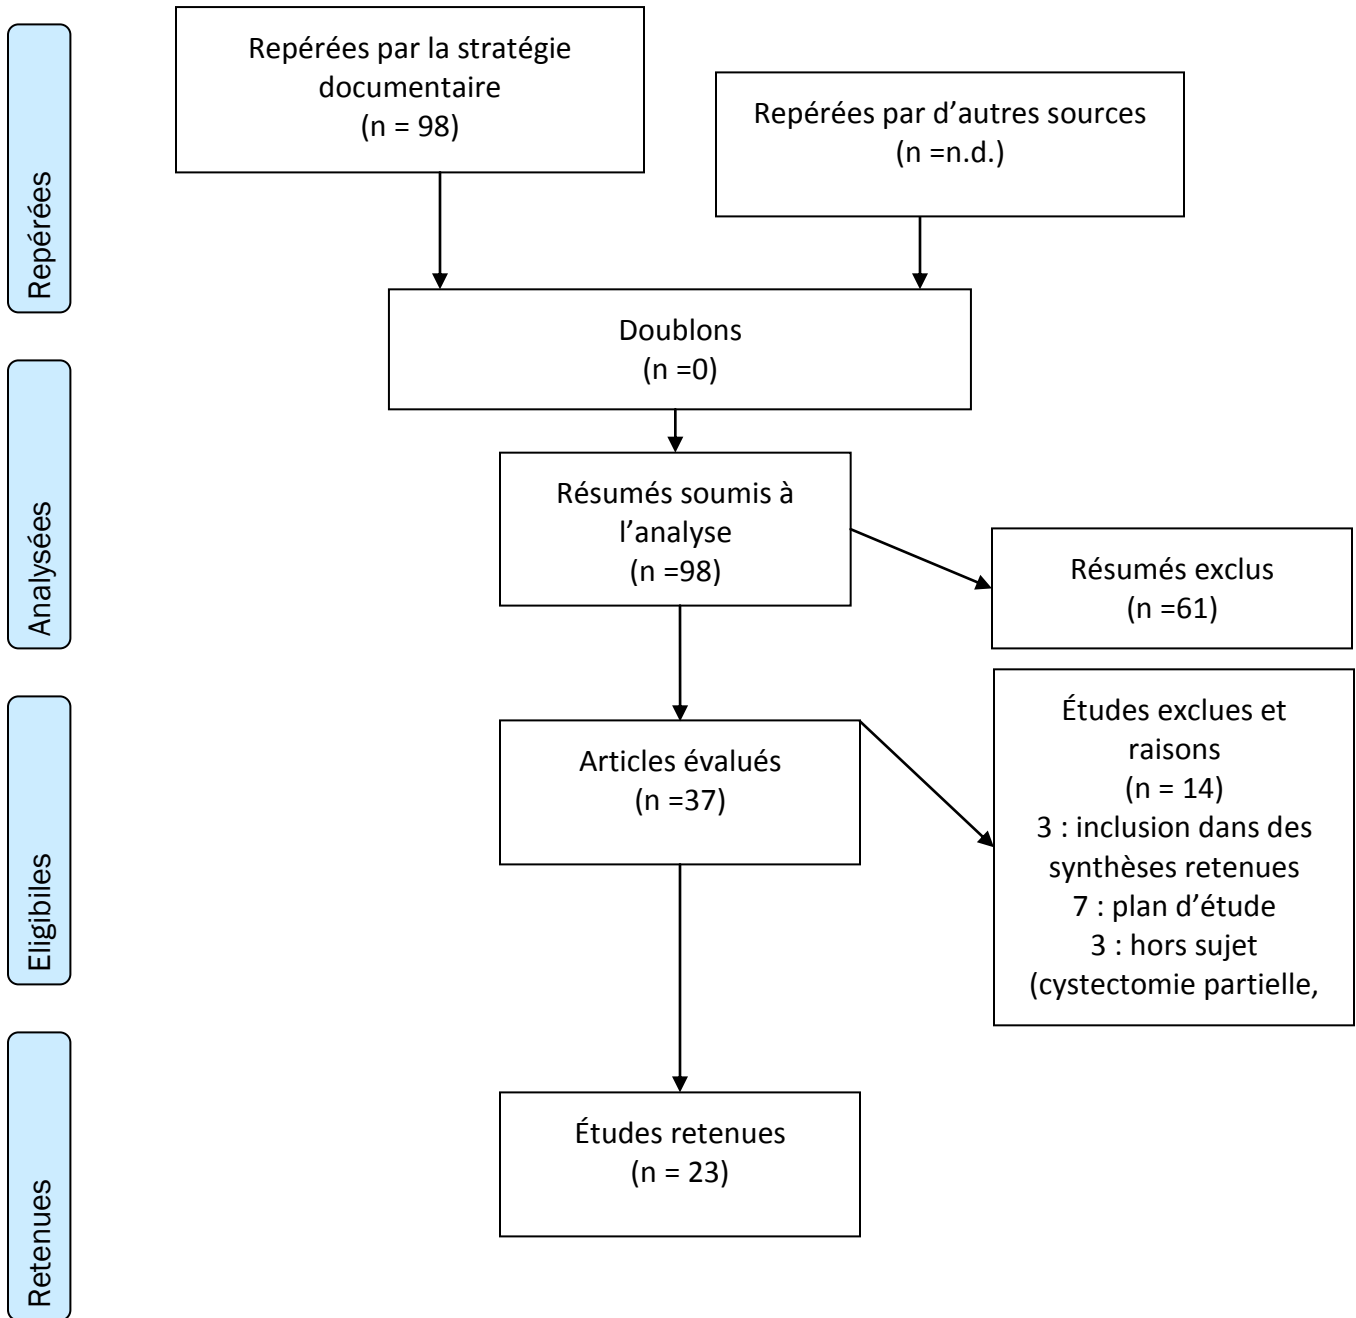 Repérées
Repérées par la stratégie
documentaire
(n = 98)
Repérées par d’autres sources
(n =n.d.)
Doublons
(n =0)
Analysées
Résumés soumis à
l’analyse
(n =98)
Résumés exclus
(n =61)
Eligibiles
Articles évalués
(n =37)
Études exclues et
raisons
(n = 14)
3 : inclusion dans des
synthèses retenues
7 : plan d’étude
3 : hors sujet
(cystectomie partielle,
Retenues
Études retenues
(n = 23)